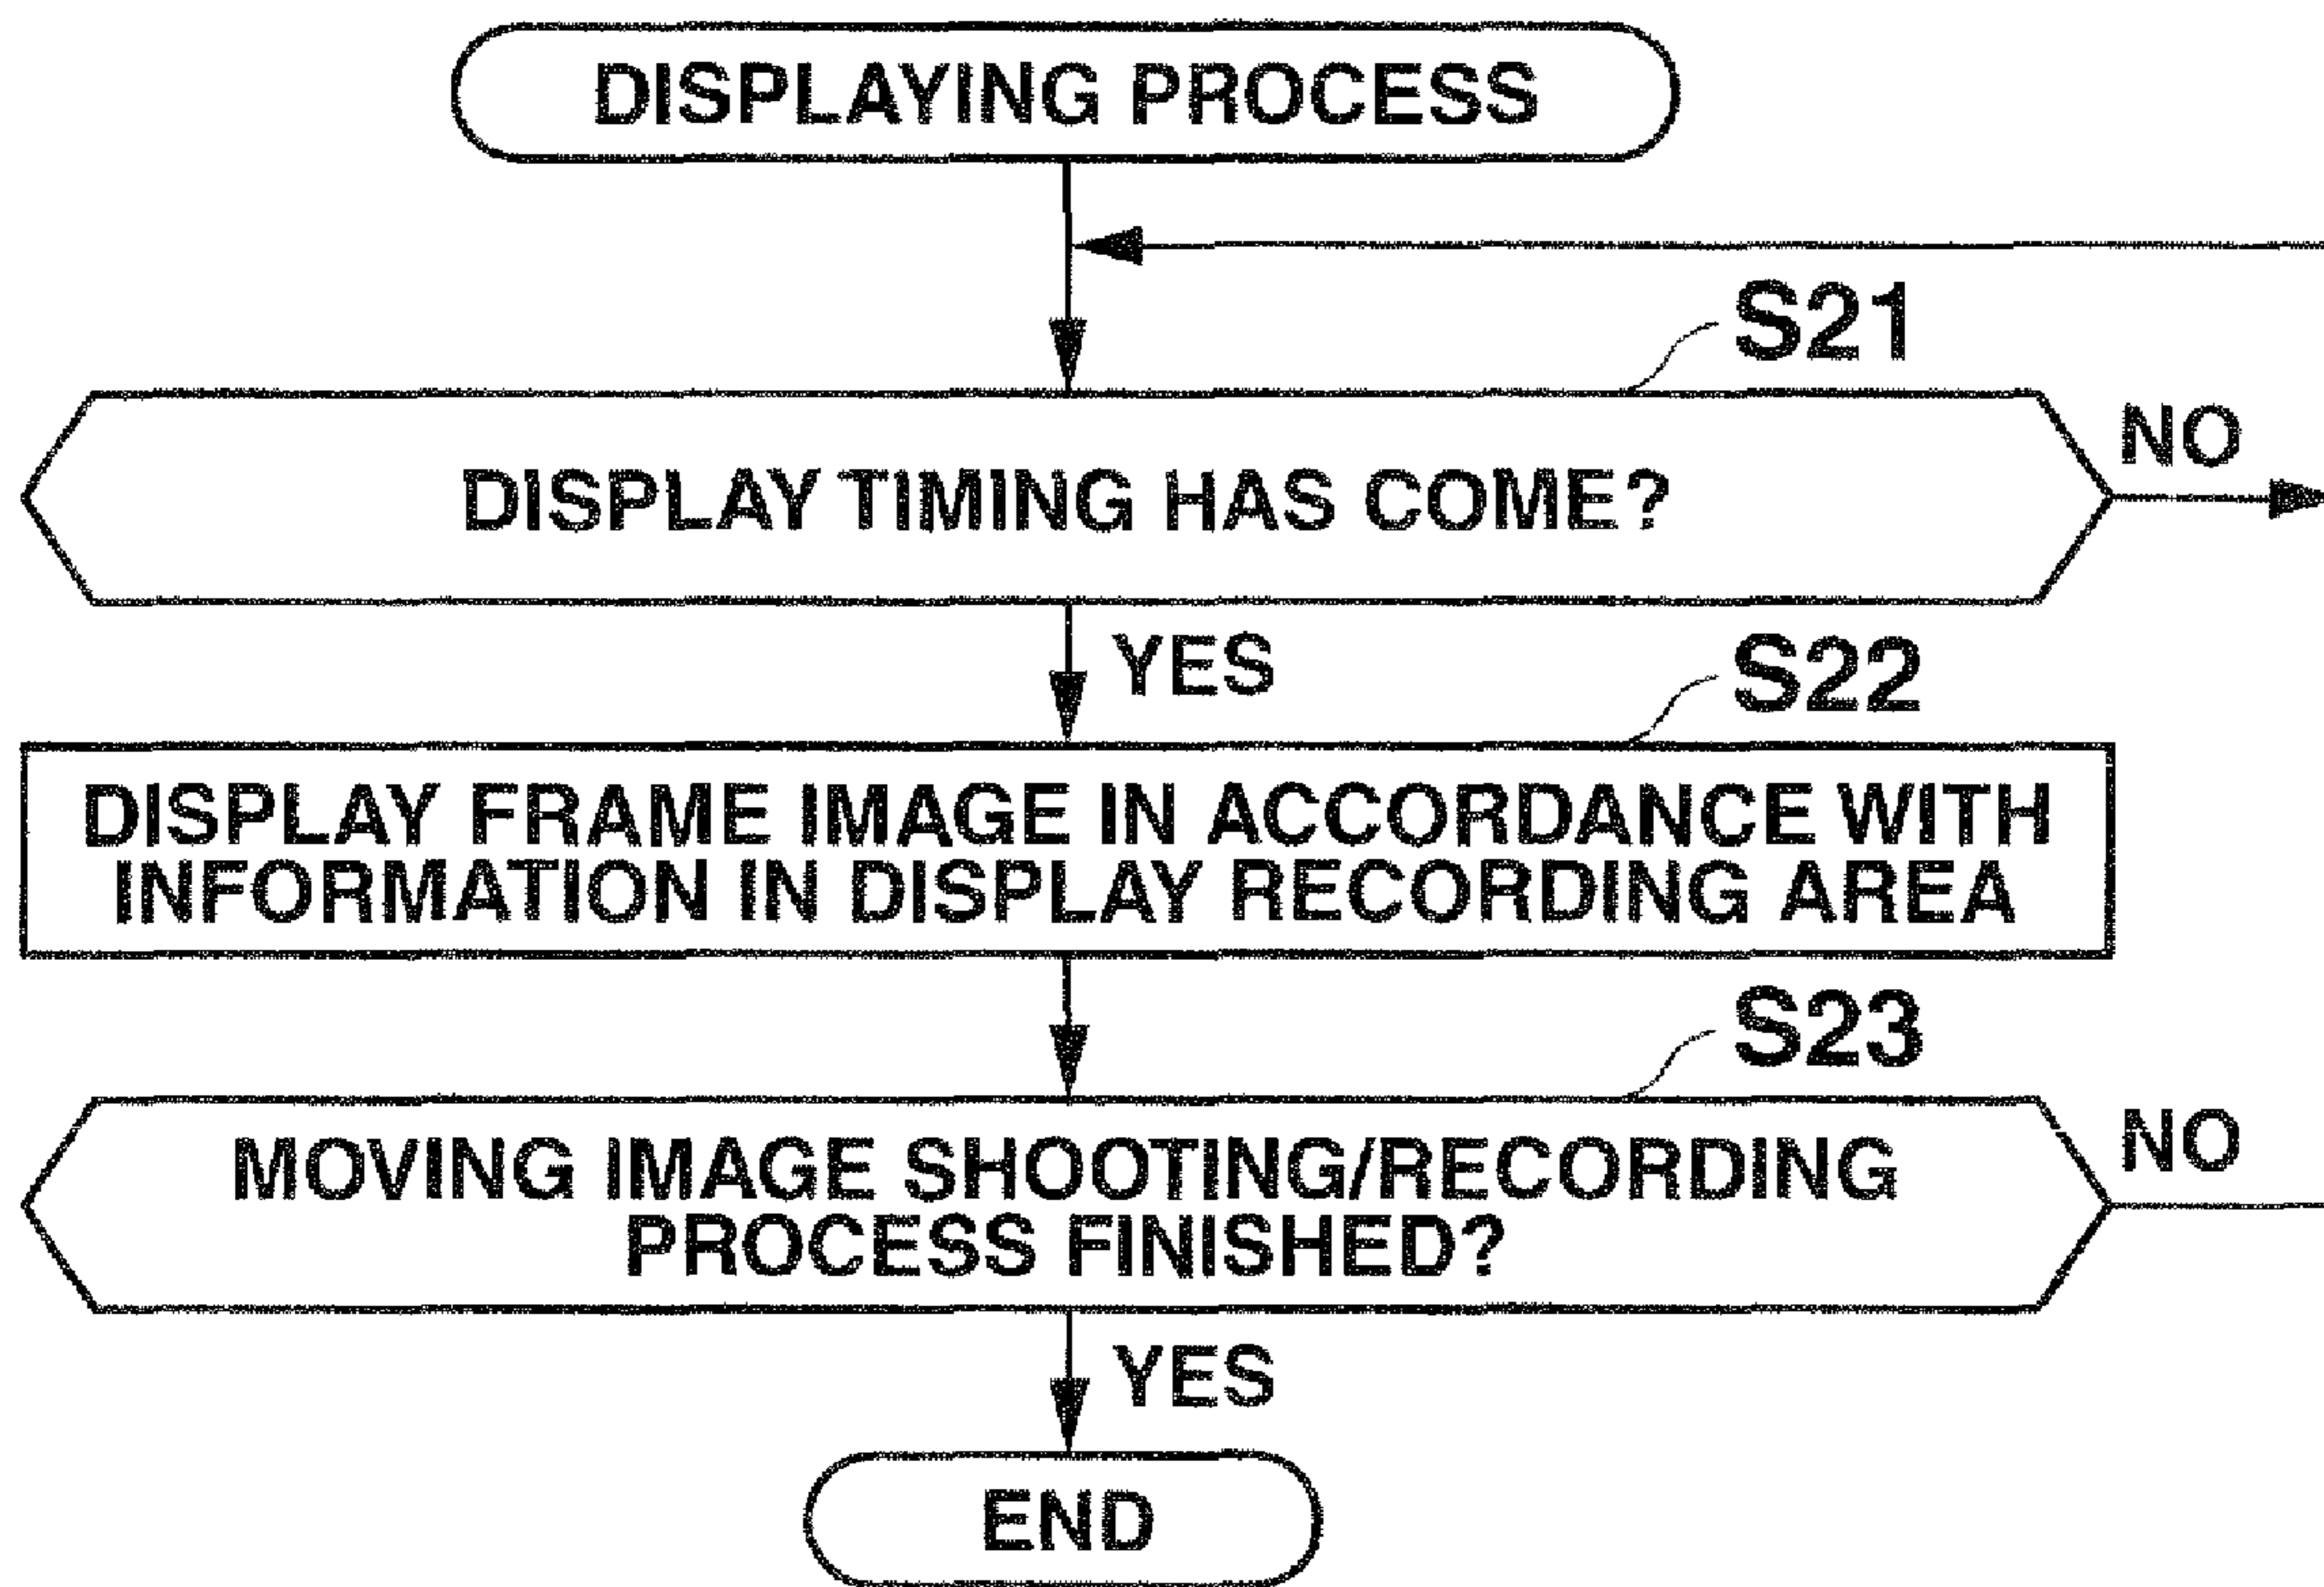 DISPLAYING PROCESS
S21
DISPLAY TIMING HAS COME?
NO
YES
S22
DISPLAY FRAME IMAGE IN ACCORDANCE WITH
INFORMATION IN DISPLAY RECORDING AREA
S23
MOVING IMAGE SHOOTING/RECORDING
PROCESS FINISHED?
NO
YES
END